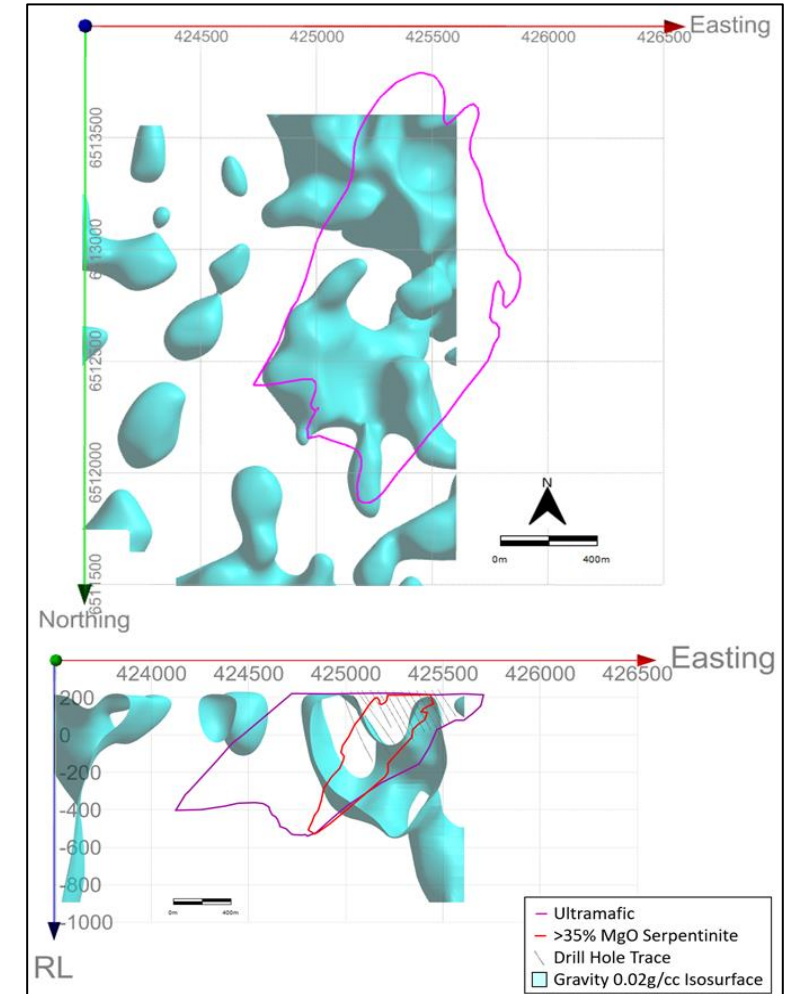 Easting
424500 425000 425500 426000 426500
6513500
6513000
6512500
6512000
6511500
N
0m 400m
Northing
Easting
424000 424500 425000 425500 426000 426500
200
0
-200
-400
-600
-800
-1000
0m 400m
RL
Ultramafic
>35% MgO Serpentinite
Drill Hole Trace
Gravity 0.02g/cc Isosurface